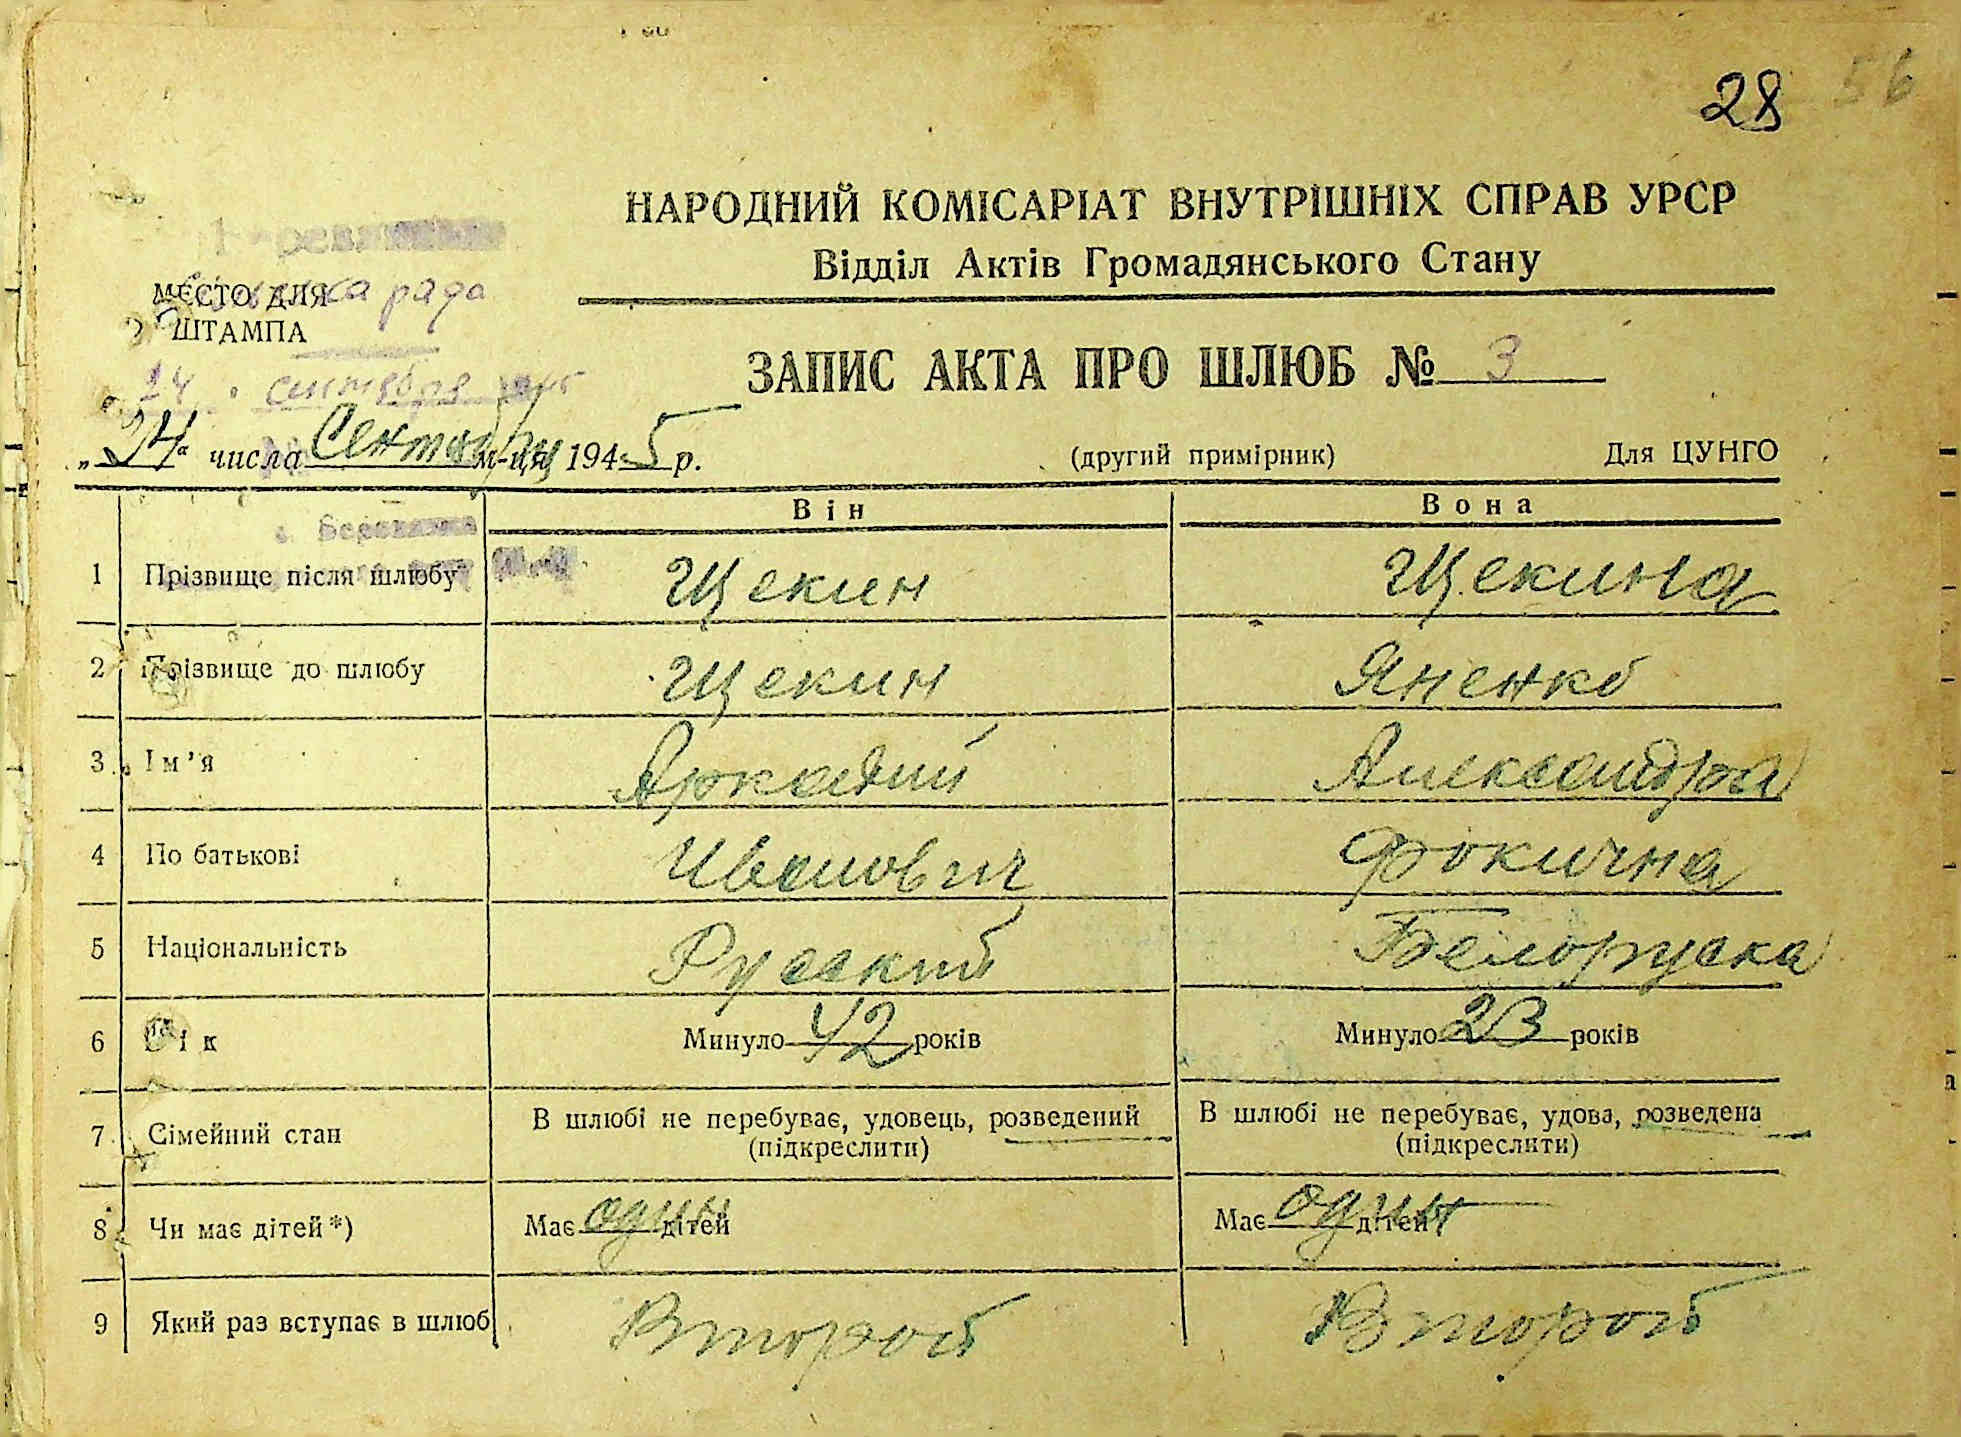 28 56
НАРОДНИЙ КОМІСАРІАТ ВНУТРІШНІХ СПРАВ УРСР
Відділ Актів Громадянського Стану
МЕСТО ДЛЯ
рада
ШТАМПА
ЗАПИС АКТА ПРО ШЛЮБ № 3
24 сентября
„24" числа Сентября м-ця 1945 р.
(другий примірник) Для ЦУНГО
Він Вона
1 Прізвище після шлюбу Щекин Щекина
2 Прізвище до шлюбу Щекин Яненко
3 Ім'я Аркадий Александра
4 По батькові Иванович Фокична
5 Національність Русский Белоруска
6 Вік Минуло 42 років Минуло 23 років
7 Сімейний стан В шлюбі не перебуває, удовець, розведений В шлюбі не перебуває, удова, розведена
(підкреслити) (підкреслити)
8 Чи має дітей*) Має один дітей Має один дітей
9 Який раз вступає в шлюб Второй Второй